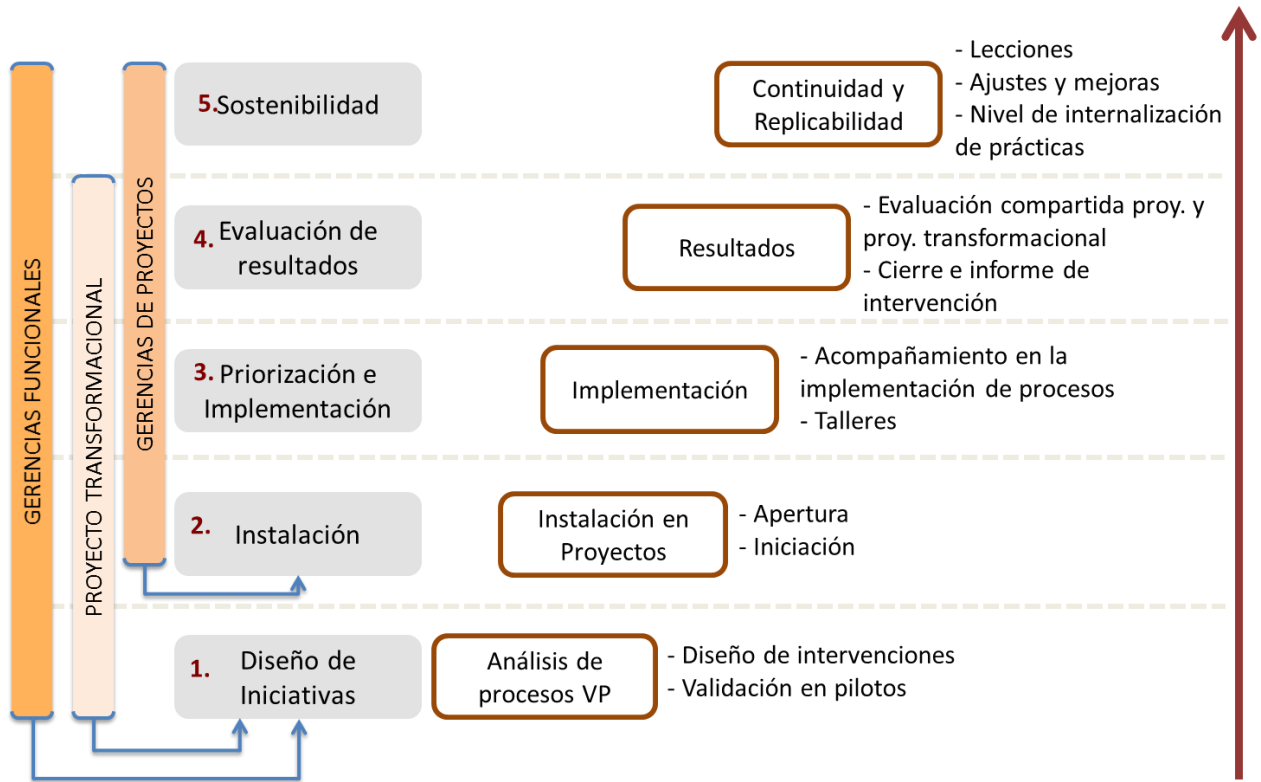 GERENCIAS FUNCIONALES
PROYECTO TRANSFORMACIONAL
GERENCIAS DE PROYECTOS
5. Sostenibilidad
Continuidad y
Replicabilidad
- Lecciones
- Ajustes y mejoras
- Nivel de internalización
de prácticas
4. Evaluación de
resultados
Resultados
- Evaluación compartida proy. y
proy. transformacional
- Cierre e informe de
intervención
3. Priorización e
Implementación
Implementación
- Acompañamiento en la
implementación de procesos
- Talleres
2. Instalación
Instalación en
Proyectos
- Apertura
- Iniciación
1. Diseño de
Iniciativas
Análisis de
procesos VP
- Diseño de intervenciones
- Validación en pilotos